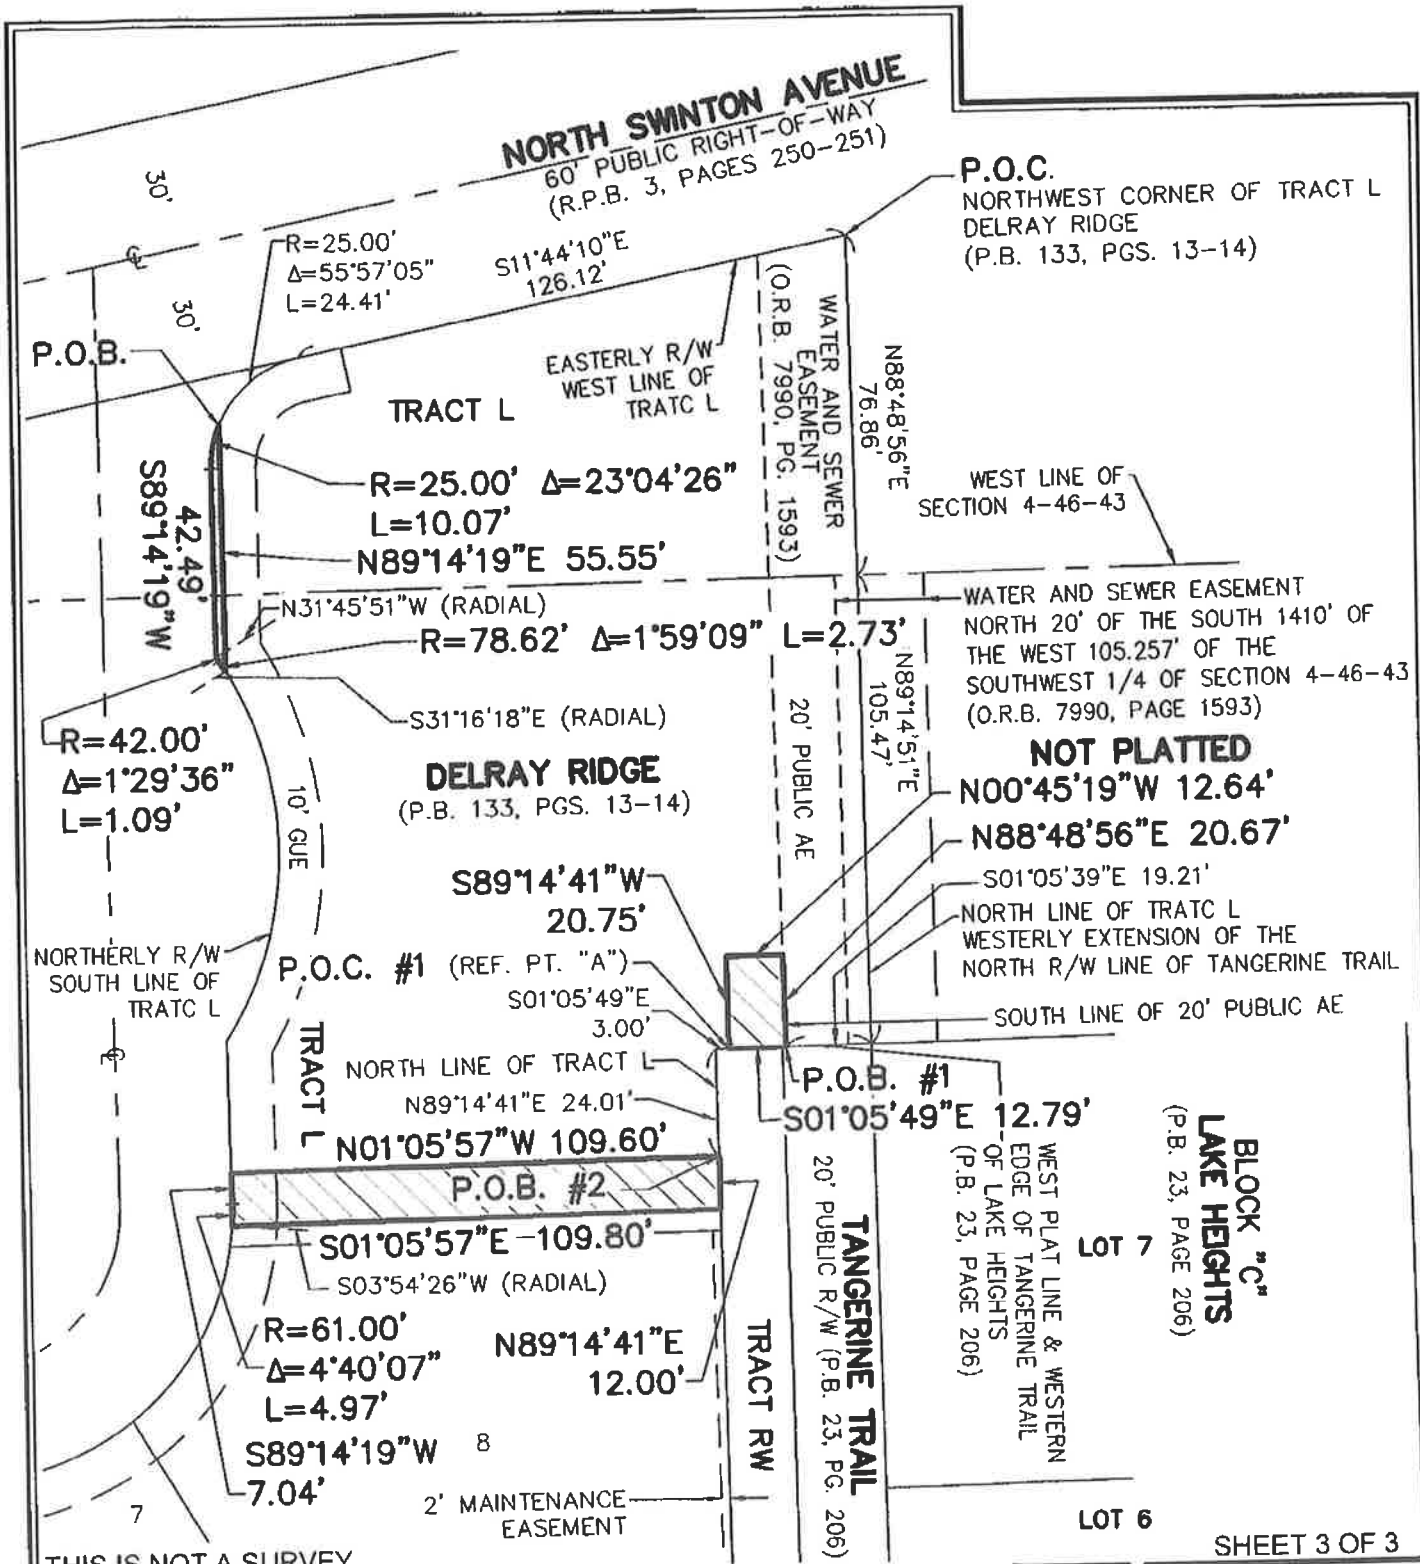 NORTH SWINTON AVENUE
60' PUBLIC RIGHT-OF-WAY
(R.P.B. 3, PAGES 250-251)
30'
℄
30'
R=25.00'
Δ=55°57'05"
L=24.41'
S11°44'10"E
126.12'
P.O.C.
NORTHWEST CORNER OF TRACT L
DELRAY RIDGE
(P.B. 133, PGS. 13-14)
P.O.B.
EASTERLY R/W
WEST LINE OF
TRATC L
WATER AND SEWER
EASEMENT
(O.R.B. 7990, PG. 1593)
N88°48'56"E
76.86'
TRACT L
R=25.00' Δ=23°04'26"
L=10.07'
N89°14'19"E 55.55'
S89°14'19"W
42.49'
WEST LINE OF
SECTION 4-46-43
N31°45'51"W (RADIAL)
R=78.62' Δ=1°59'09" L=2.73'
WATER AND SEWER EASEMENT
NORTH 20' OF THE SOUTH 1410' OF
THE WEST 105.257' OF THE
SOUTHWEST 1/4 OF SECTION 4-46-43
(O.R.B. 7990, PAGE 1593)
N89°14'51"E
105.47'
20' PUBLIC AE
S31°16'18"E (RADIAL)
R=42.00'
Δ=1°29'36"
L=1.09'
DELRAY RIDGE
(P.B. 133, PGS. 13-14)
10' GUE
NOT PLATTED
N00°45'19"W 12.64'
N88°48'56"E 20.67'
S01°05'39"E 19.21'
NORTH LINE OF TRATC L
WESTERLY EXTENSION OF THE
NORTH R/W LINE OF TANGERINE TRAIL
SOUTH LINE OF 20' PUBLIC AE
S89°14'41"W
20.75'
P.O.C. #1 (REF. PT. "A")
S01°05'49"E
3.00'
NORTHERLY R/W
SOUTH LINE OF
TRATC L
℄
TRACT L
NORTH LINE OF TRACT L
N89°14'41"E 24.01'
P.O.B. #1
S01°05'49"E 12.79'
N01°05'57"W 109.60'
P.O.B. #2
S01°05'57"E 109.80'
S03°54'26"W (RADIAL)
R=61.00'
Δ=4°40'07"
L=4.97'
S89°14'19"W
7.04'
N89°14'41"E
12.00'
TRACT RW
TANGERINE TRAIL
20' PUBLIC R/W (P.B. 23, PG. 206)
WEST PLAT LINE & WESTERN
EDGE OF TANGERINE TRAIL
OF LAKE HEIGHTS
(P.B. 23, PAGE 206)
BLOCK "C"
LAKE HEIGHTS
(P.B. 23, PAGE 206)
LOT 7
8
7
2' MAINTENANCE
EASEMENT
LOT 6
THIS IS NOT A SURVEY
SHEET 3 OF 3